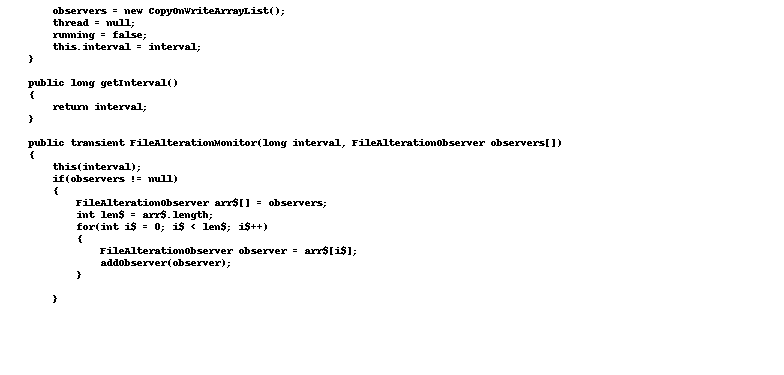 observers = new CopyOnWriteArrayList();
thread = null;
running = false;
this.interval = interval;
}
public long getInterval()
{
return interval;
}
public transient FileAlterationMonitor(long interval, FileAlterationObserver observers[])
{
this(interval);
if(observers != null)
{
FileAlterationObserver arr$[] = observers;
int len$ = arr$.length;
for(int i$ = 0; i$ < len$; i$++)
{
FileAlterationObserver observer = arr$[i$];
addObserver(observer);
}
}